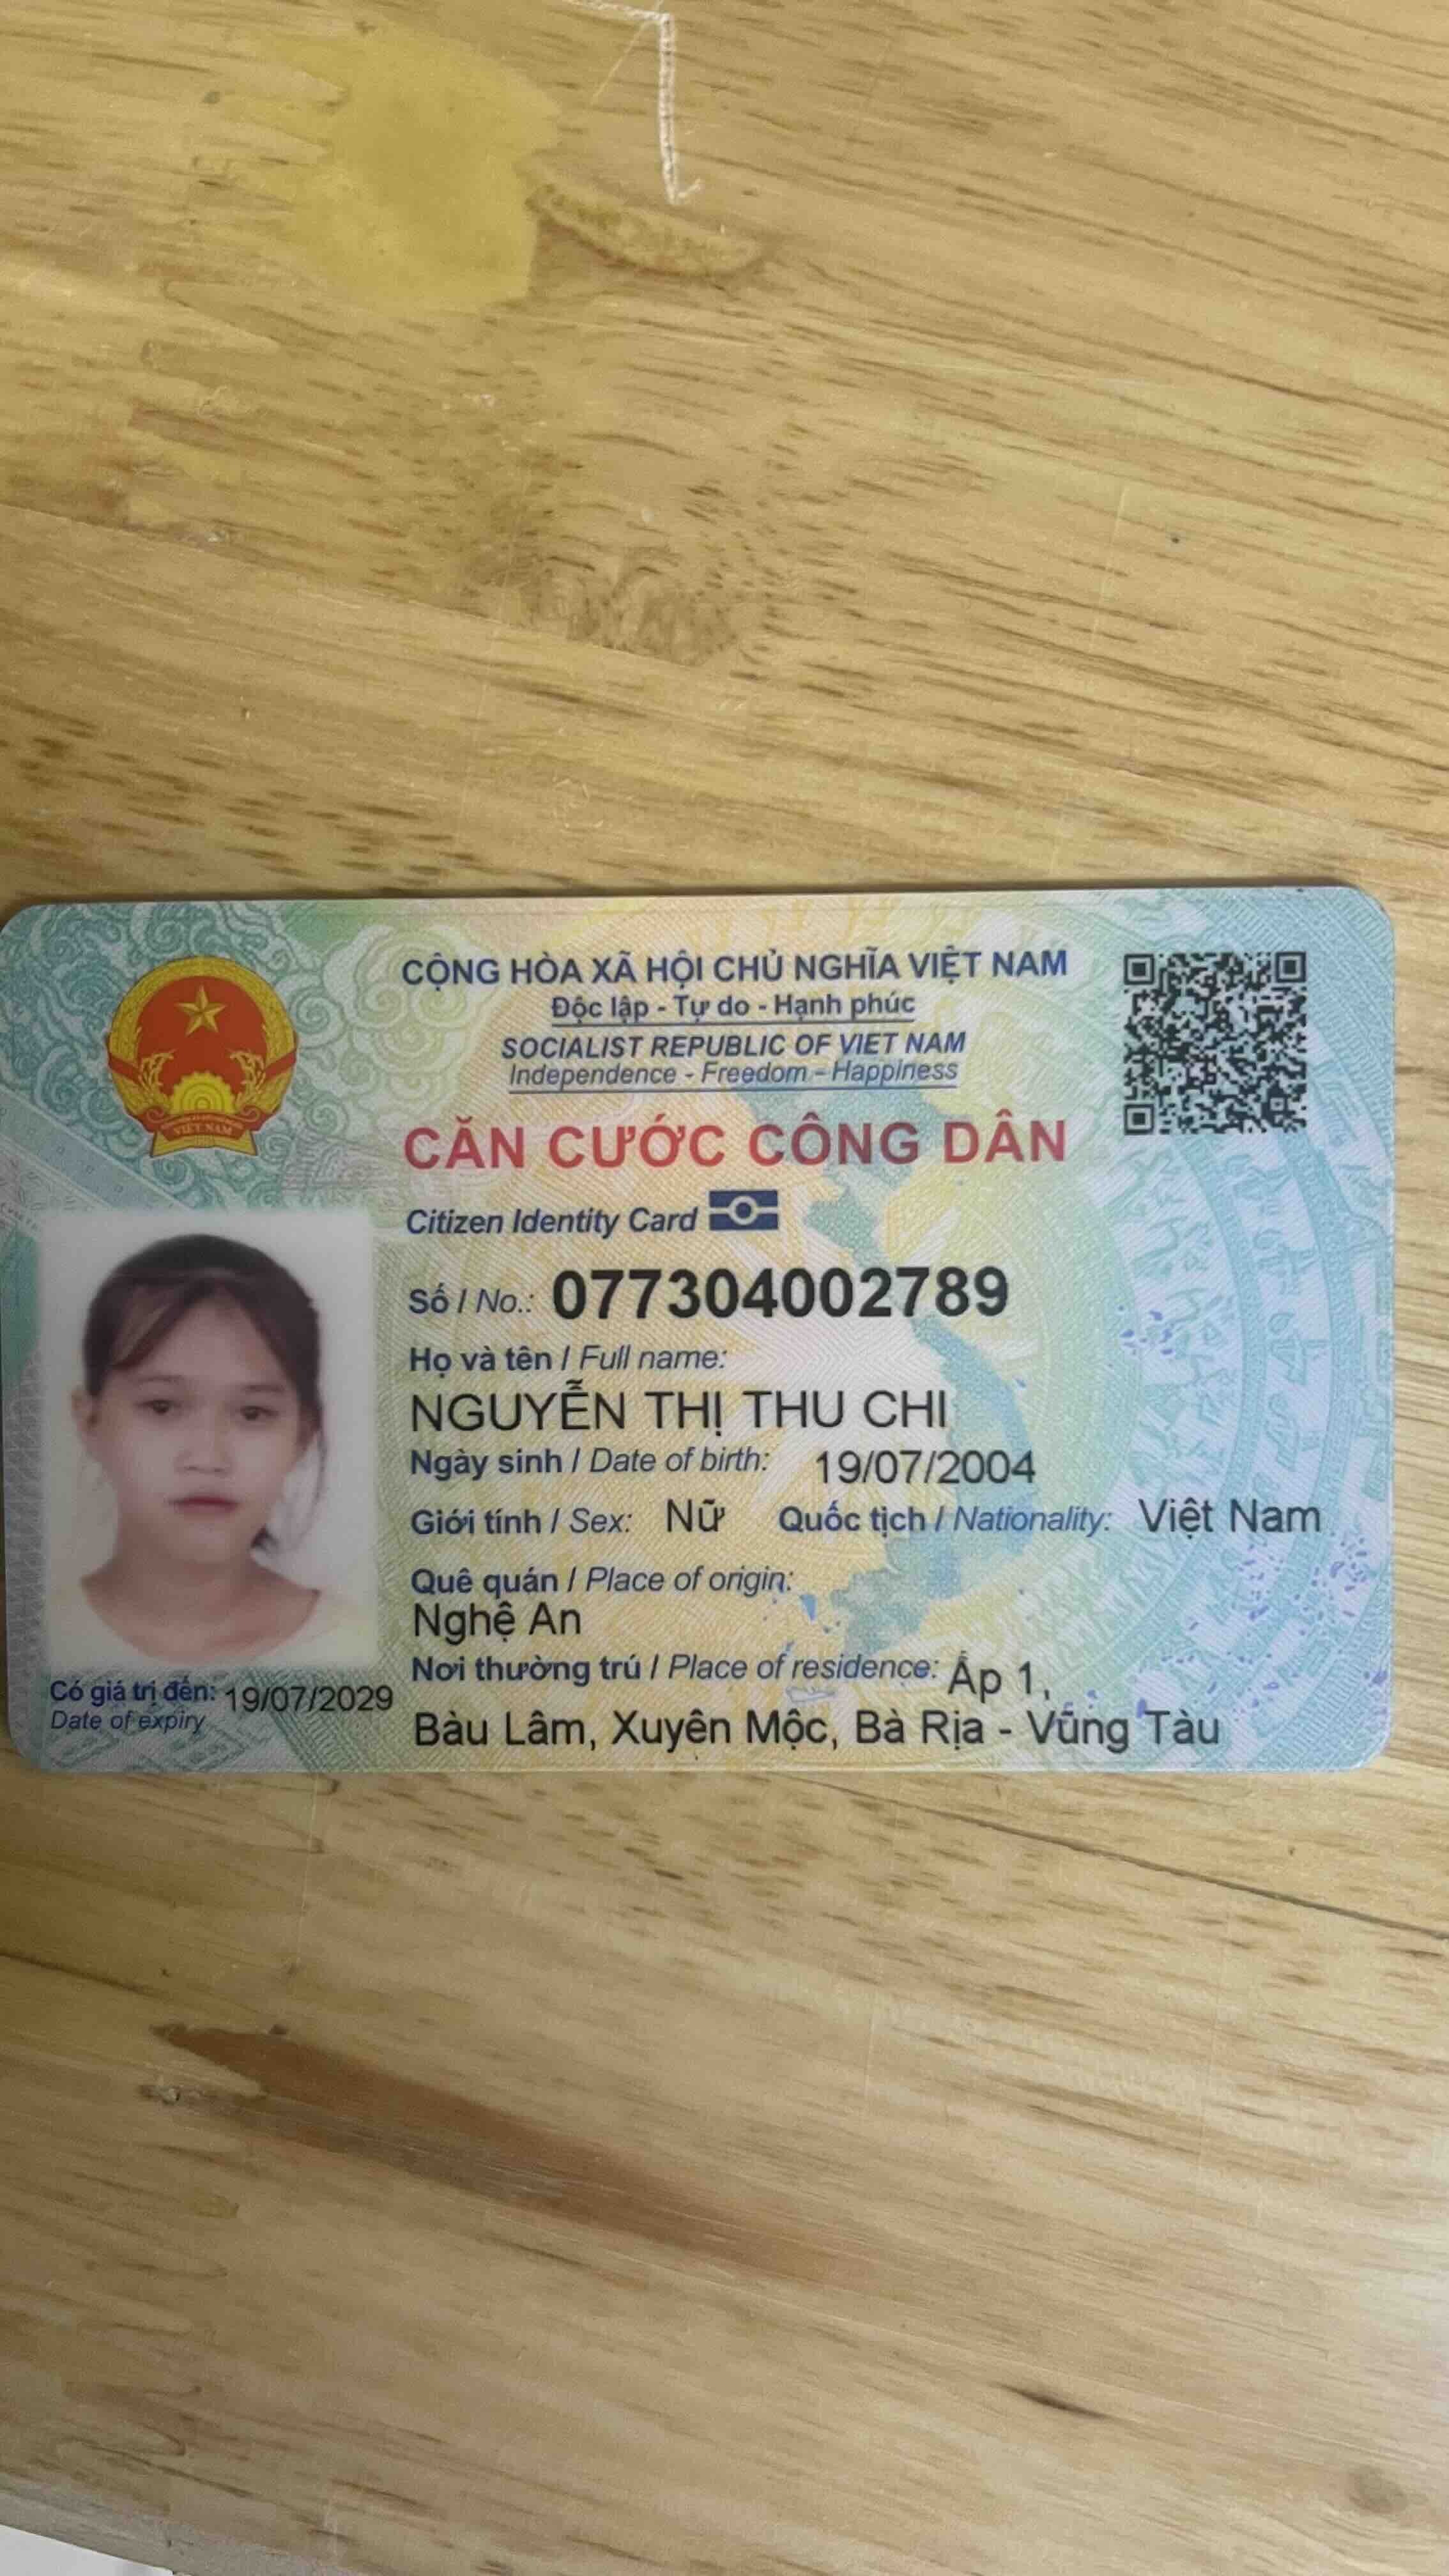 CỘNG HÒA XÃ HỘI CHỦ NGHĨA VIỆT NAM
Độc lập - Tự do - Hạnh phúc
SOCIALIST REPUBLIC OF VIET NAM
Independence - Freedom - Happiness
CĂN CƯỚC CÔNG DÂN
Citizen Identity Card
Số / No.: 077304002789
Họ và tên / Full name:
NGUYỄN THỊ THU CHI
Ngày sinh / Date of birth: 19/07/2004
Giới tính / Sex: Nữ Quốc tịch / Nationality: Việt Nam
Quê quán / Place of origin:
Nghệ An
Nơi thường trú / Place of residence: Ấp 1,
Bàu Lâm, Xuyên Mộc, Bà Rịa - Vũng Tàu
Có giá trị đến: 19/07/2029
Date of expiry
VIỆT NAM